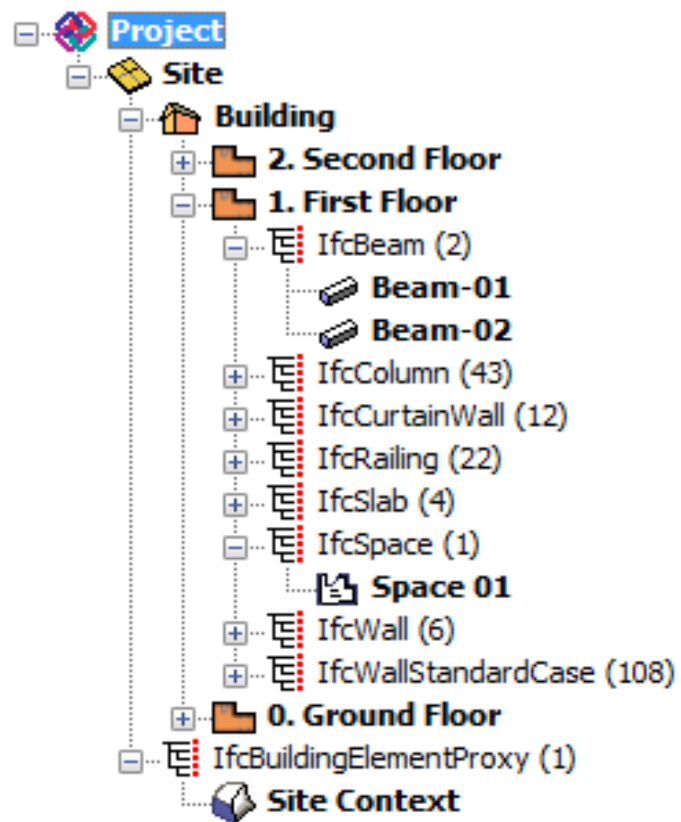 Project
Site
Building
2. Second Floor
1. First Floor
IfcBeam (2)
Beam-01
Beam-02
IfcColumn (43)
IfcCurtainWall (12)
IfcRailing (22)
IfcSlab (4)
IfcSpace (1)
Space 01
IfcWall (6)
IfcWallStandardCase (108)
0. Ground Floor
IfcBuildingElementProxy (1)
Site Context